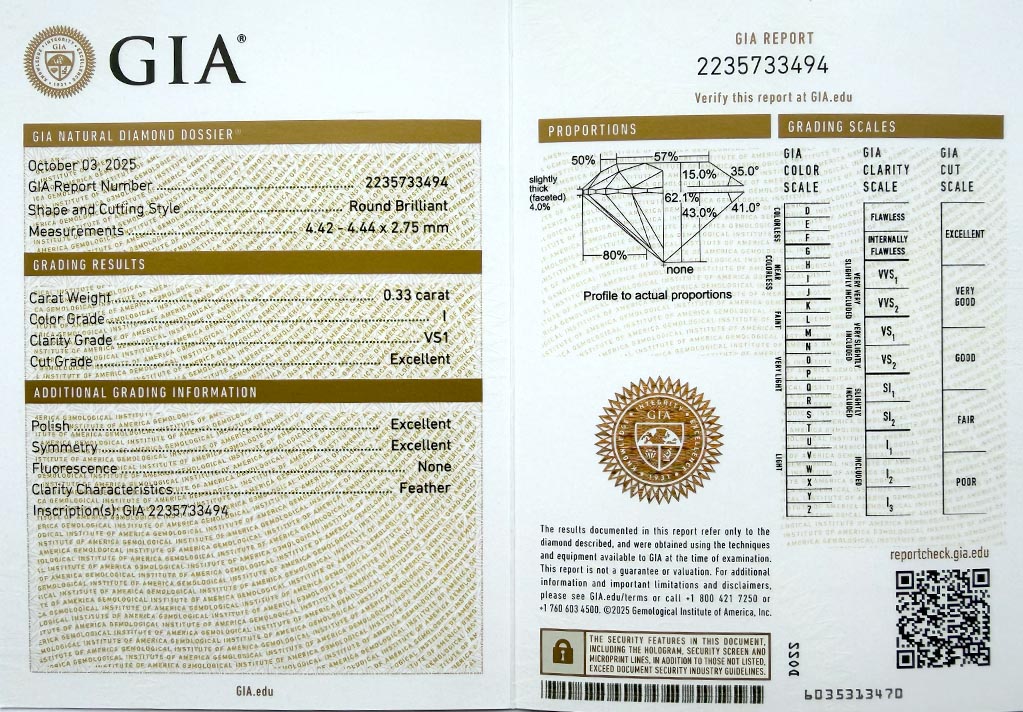 GIA®
GIA NATURAL DIAMOND DOSSIER®
October 03, 2025
GIA Report Number 2235733494
Shape and Cutting Style Round Brilliant
Measurements 4.42 - 4.44 x 2.75 mm
GRADING RESULTS
Carat Weight 0.33 carat
Color Grade I
Clarity Grade VS1
Cut Grade Excellent
ADDITIONAL GRADING INFORMATION
Polish Excellent
Symmetry Excellent
Fluorescence None
Clarity Characteristics Feather
Inscription(s): GIA 2235733494
GIA.edu
GIA REPORT
2235733494
Verify this report at GIA.edu
PROPORTIONS
50%
57%
15.0%
35.0°
slightly
thick
(faceted)
4.0%
62.1%
43.0%
41.0°
80%
none
Profile to actual proportions
GRADING SCALES
GIA
COLOR
SCALE
COLORLESS
D
E
F
NEAR
COLORLESS
G
H
I
J
FAINT
K
L
M
VERY LIGHT
N
O
P
Q
R
LIGHT
S
T
U
V
W
X
Y
Z
GIA
CLARITY
SCALE
FLAWLESS
INTERNALLY
FLAWLESS
VERY VERY
SLIGHTLY INCLUDED
VVS1
VVS2
VERY SLIGHTLY
INCLUDED
VS1
VS2
SLIGHTLY
INCLUDED
SI1
SI2
INCLUDED
I1
I2
I3
GIA
CUT
SCALE
EXCELLENT
VERY
GOOD
GOOD
FAIR
POOR
GIA
1931
The results documented in this report refer only to the
diamond described, and were obtained using the techniques
and equipment available to GIA at the time of examination.
This report is not a guarantee or valuation. For additional
information and important limitations and disclaimers,
please see GIA.edu/terms or call +1 800 421 7250 or
+1 760 603 4500. ©2025 Gemological Institute of America, Inc.
THE SECURITY FEATURES IN THIS DOCUMENT,
INCLUDING THE HOLOGRAM, SECURITY SCREEN AND
MICROPRINT LINES, IN ADDITION TO THOSE NOT LISTED,
EXCEED DOCUMENT SECURITY INDUSTRY GUIDELINES.
reportcheck.gia.edu
D022
6035313470